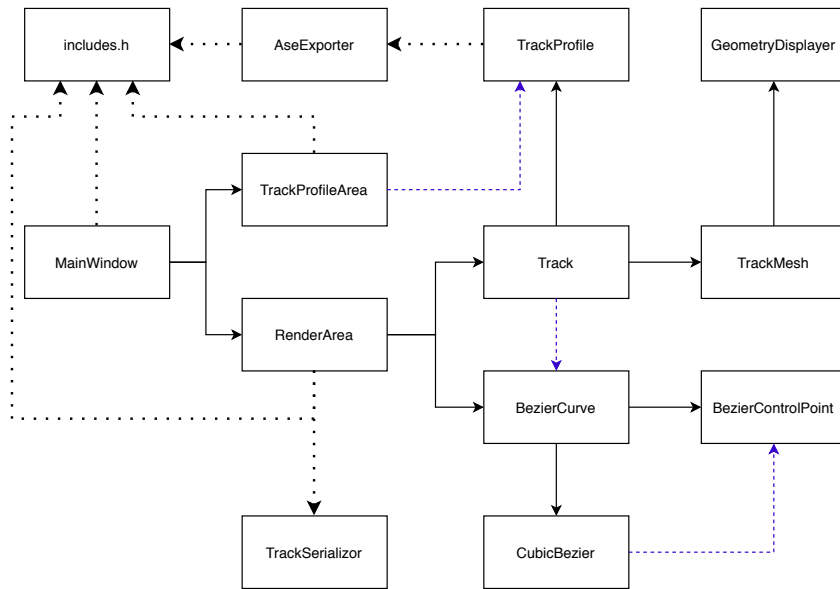 includes.h
AseExporter
TrackProfile
GeometryDisplayer
TrackProfileArea
MainWindow
Track
TrackMesh
RenderArea
BezierCurve
BezierControlPoint
TrackSerializor
CubicBezier